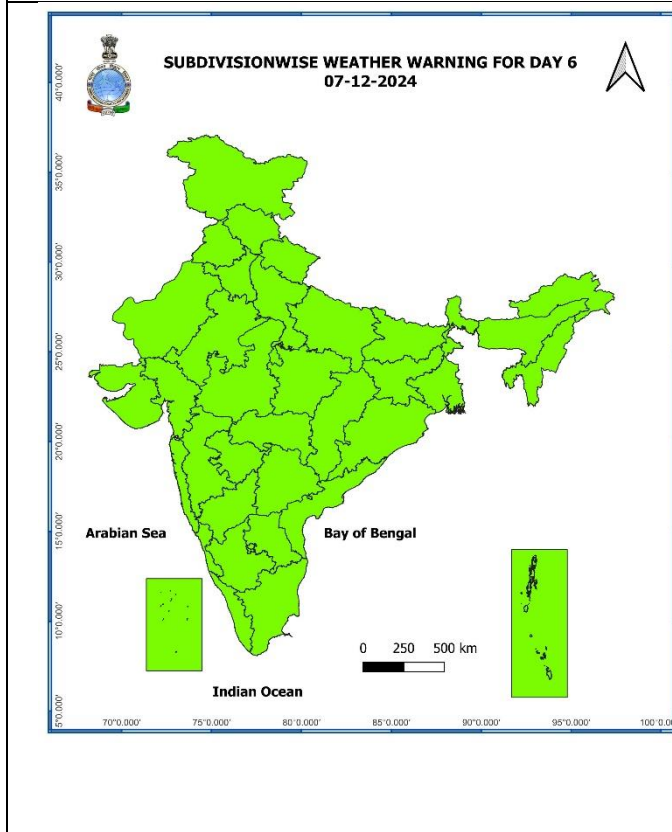 SUBDIVISIONWISE WEATHER WARNING FOR DAY 6
07-12-2024
40°0.000'
35°0.000'
30°0.000'
25°0.000'
20°0.000'
15°0.000'
10°0.000'
5°0.000'
Arabian Sea
Bay of Bengal
0 250 500 km
Indian Ocean
70°0.000' 75°0.000' 80°0.000' 85°0.000' 90°0.000' 95°0.000' 100°0.0